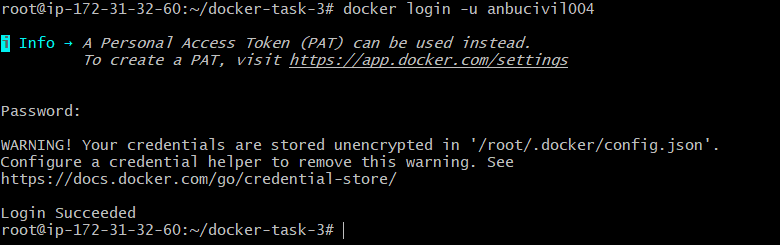 root@ip-172-31-32-60:~/docker-task-3# docker login -u anbucivil004
i Info → A Personal Access Token (PAT) can be used instead.
To create a PAT, visit https://app.docker.com/settings
Password:
WARNING! Your credentials are stored unencrypted in '/root/.docker/config.json'.
Configure a credential helper to remove this warning. See
https://docs.docker.com/go/credential-store/
Login Succeeded
root@ip-172-31-32-60:~/docker-task-3#